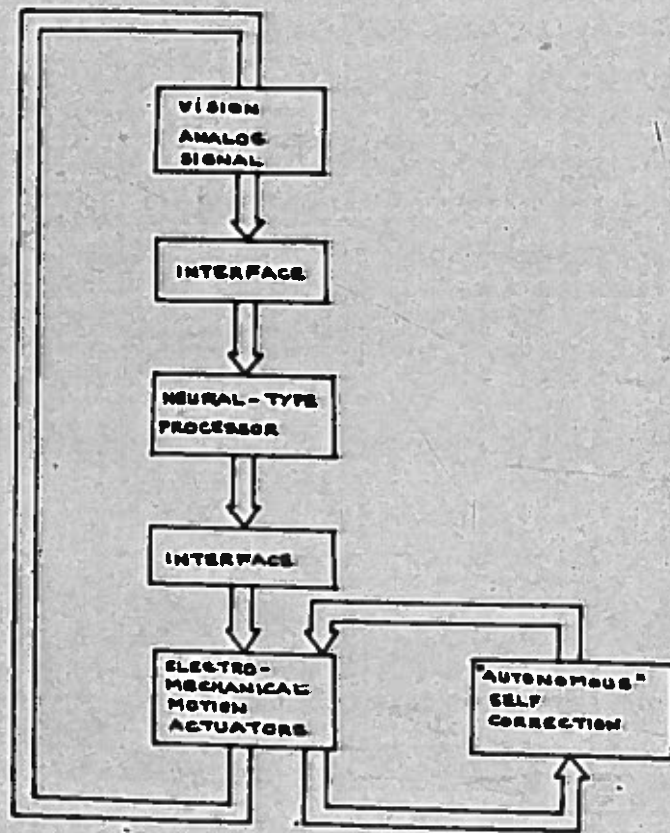 VISION
ANALOG
SIGNAL
INTERFACE
NEURAL-TYPE
PROCESSOR
INTERFACE
ELECTRO-
MECHANICAL
MOTION
ACTUATORS
"AUTONOMOUS"
SELF
CORRECTION